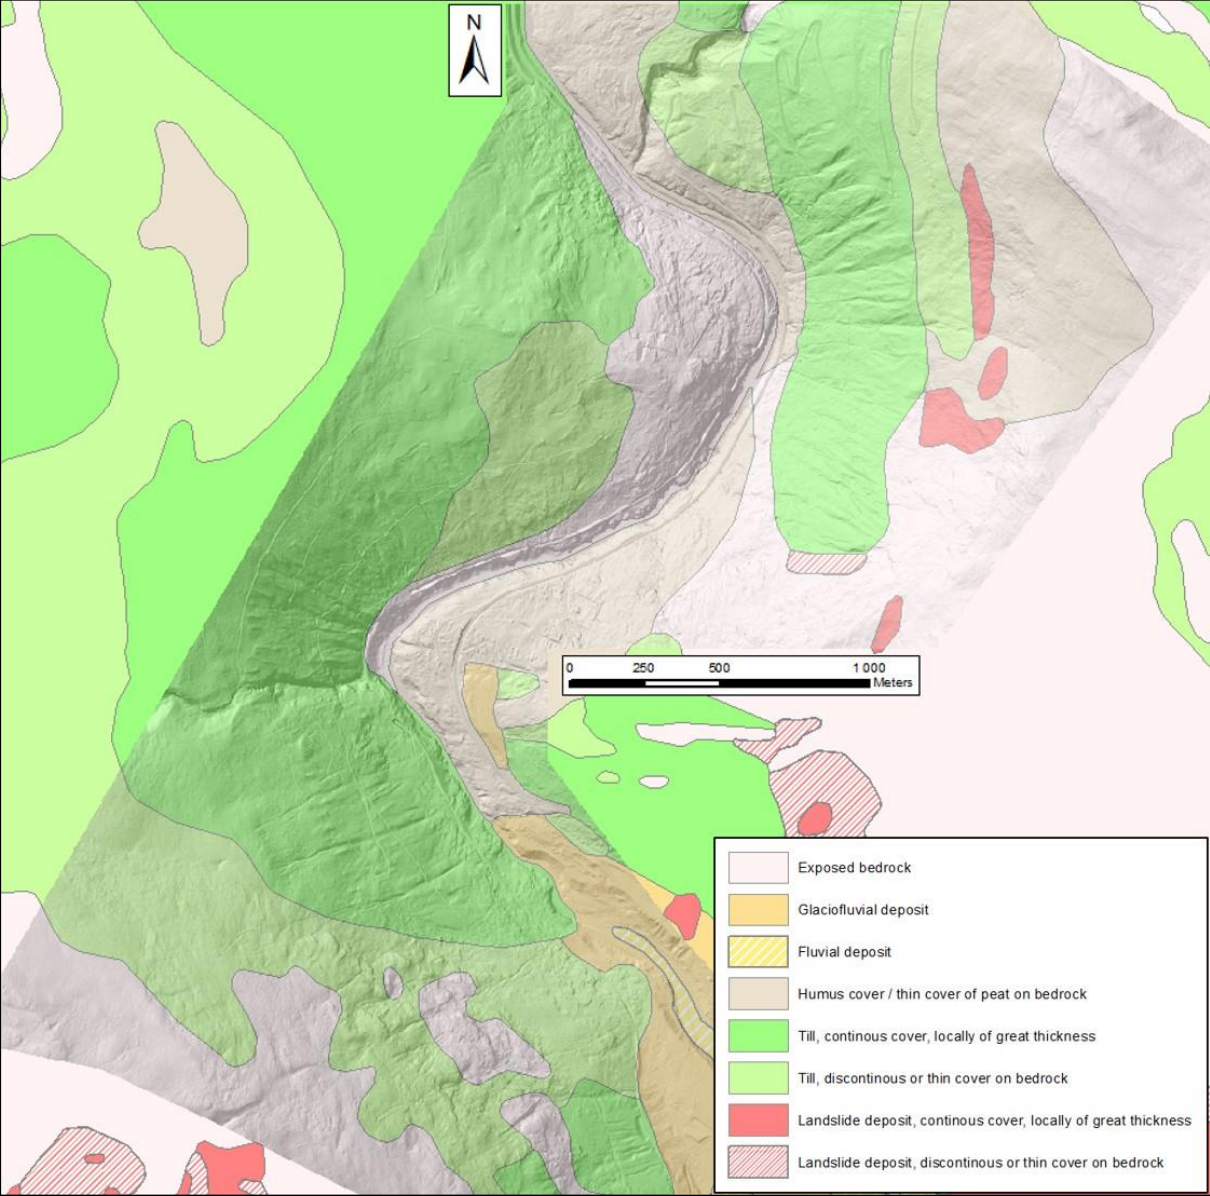 N
0 250 500 1 000
Meters
Exposed bedrock
Glaciofluvial deposit
Fluvial deposit
Humus cover / thin cover of peat on bedrock
Till, continous cover, locally of great thickness
Till, discontinous or thin cover on bedrock
Landslide deposit, continous cover, locally of great thickness
Landslide deposit, discontinous or thin cover on bedrock